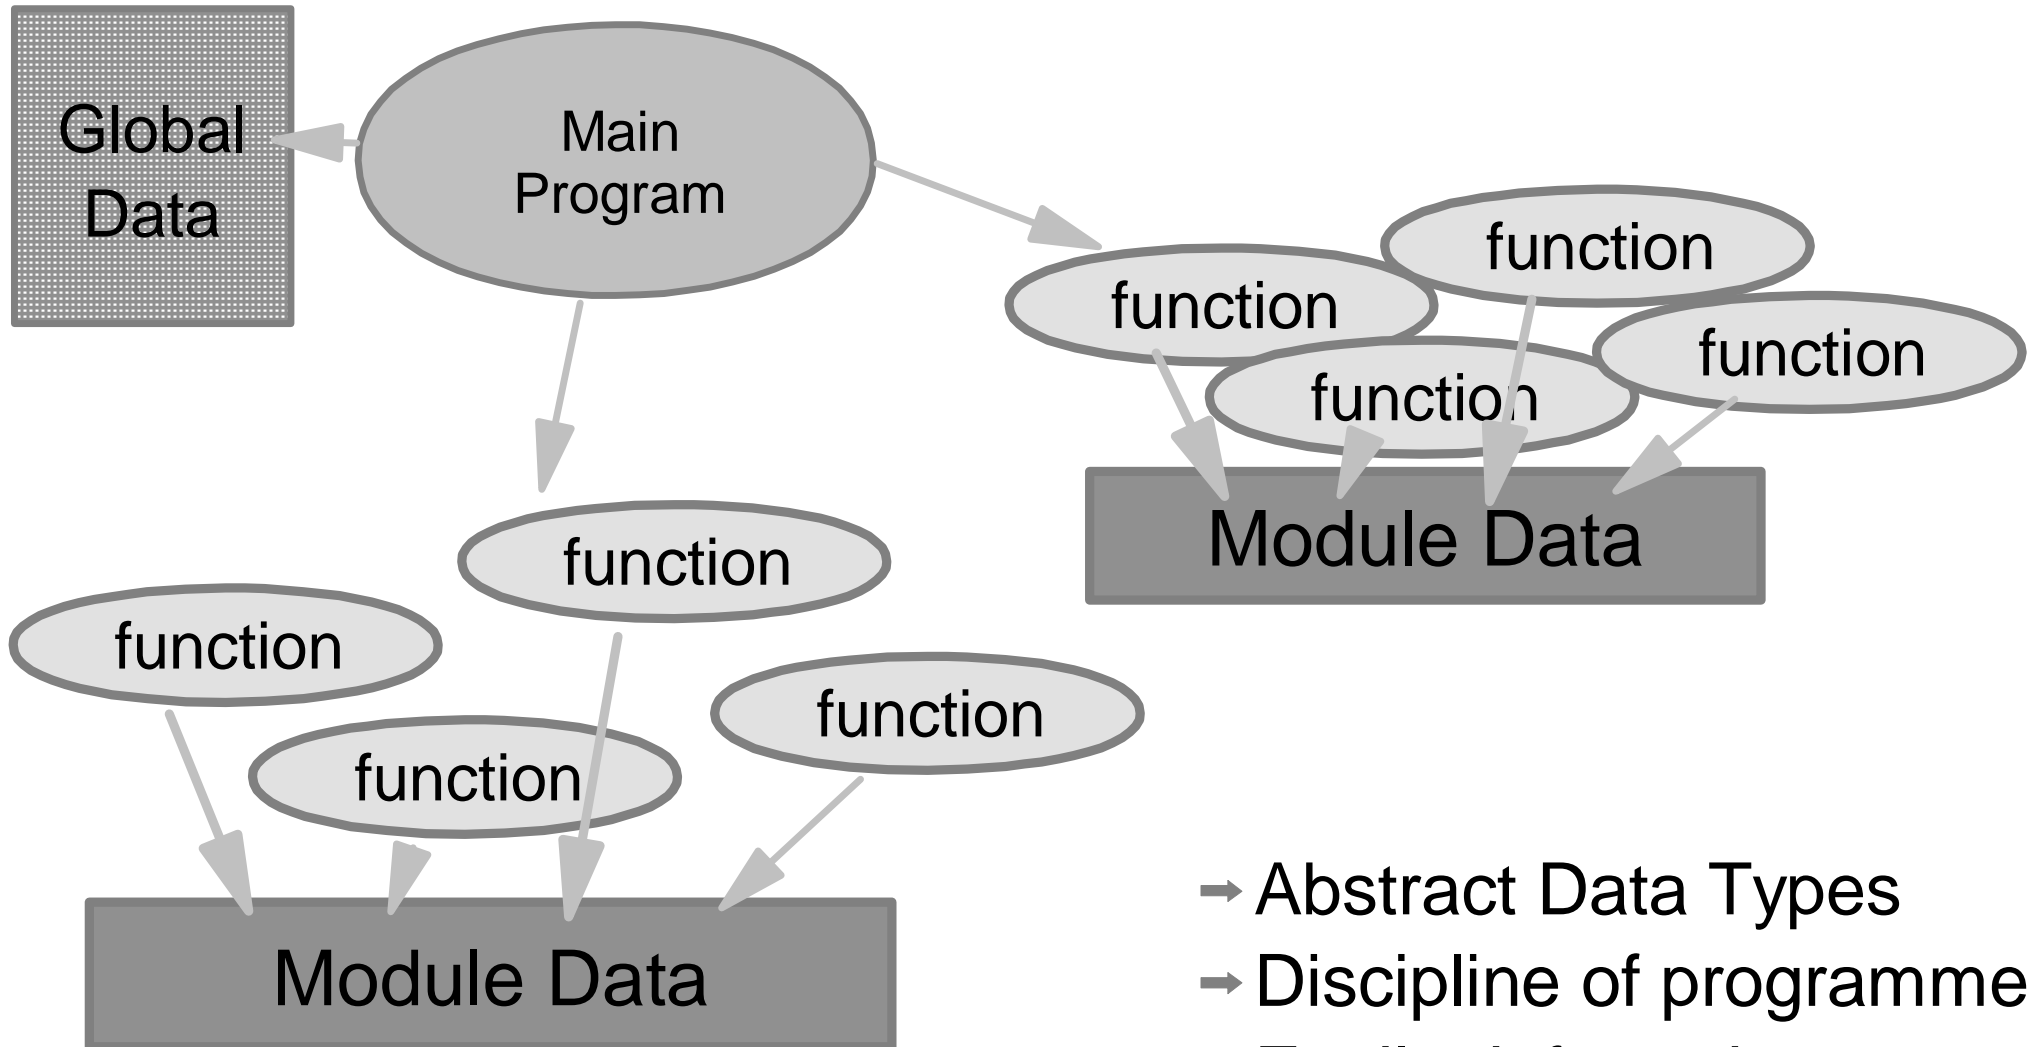 Global
Data
Main
Program
function
function
function
function
Module Data
function
function
function
function
Module Data
Abstract Data Types
Discipline of programme